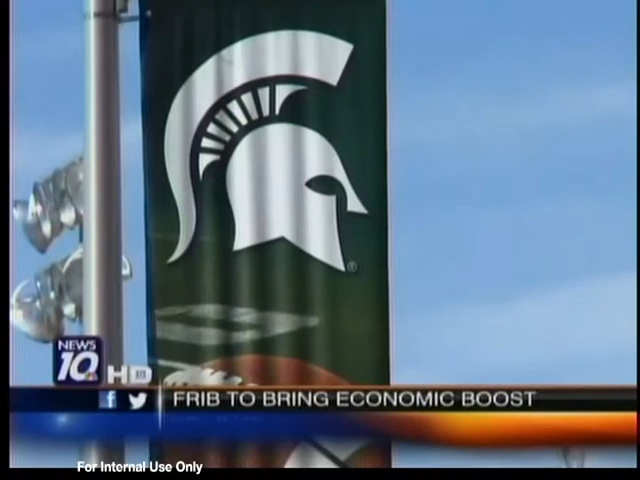 ®
NEWS
10 HD
FRIB TO BRING ECONOMIC BOOST
For Internal Use Only